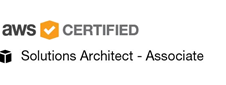 aws CERTIFIED
Solutions Architect - Associate